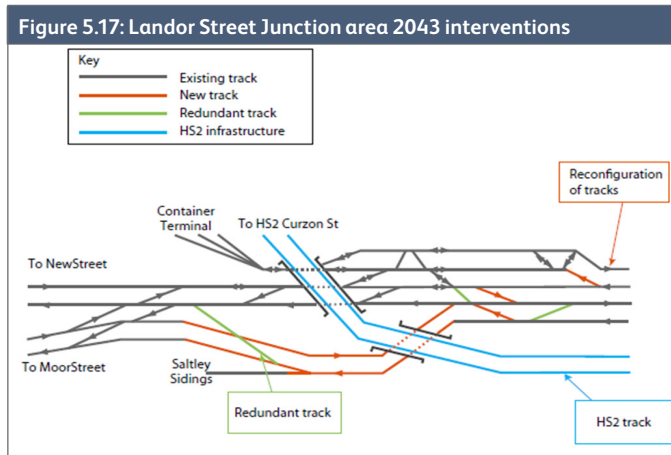 Figure 5.17: Landor Street Junction area 2043 interventions
Key
Existing track
New track
Redundant track
HS2 infrastructure
Reconfiguration
of tracks
Container
Terminal
To HS2 Curzon St
To NewStreet
To MoorStreet
Saltley
Sidings
Redundant track
HS2 track